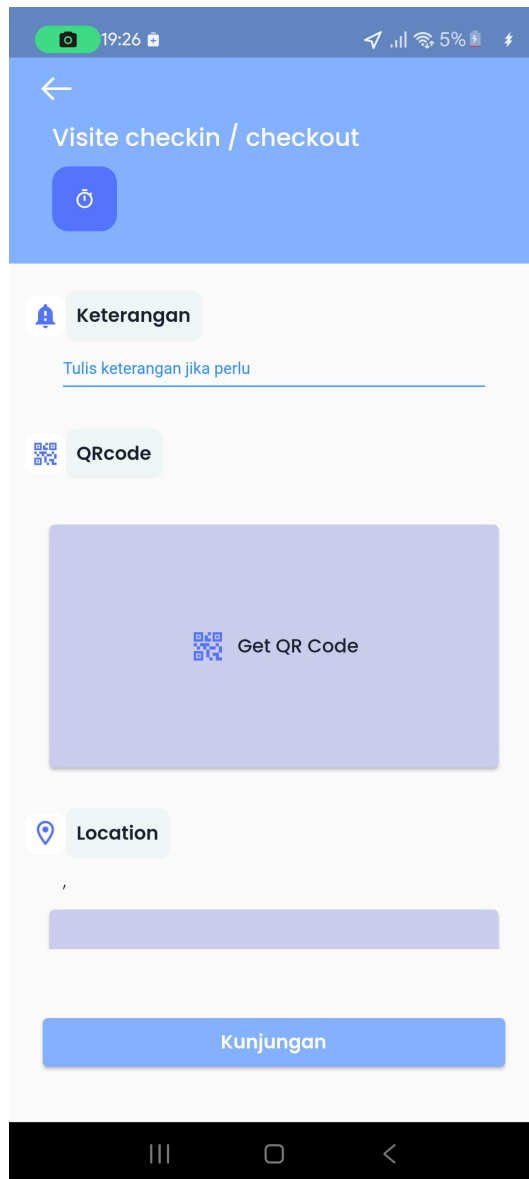 19:26
5%
Visite checkin / checkout
Keterangan
Tulis keterangan jika perlu
QRcode
Get QR Code
Location
,
Kunjungan